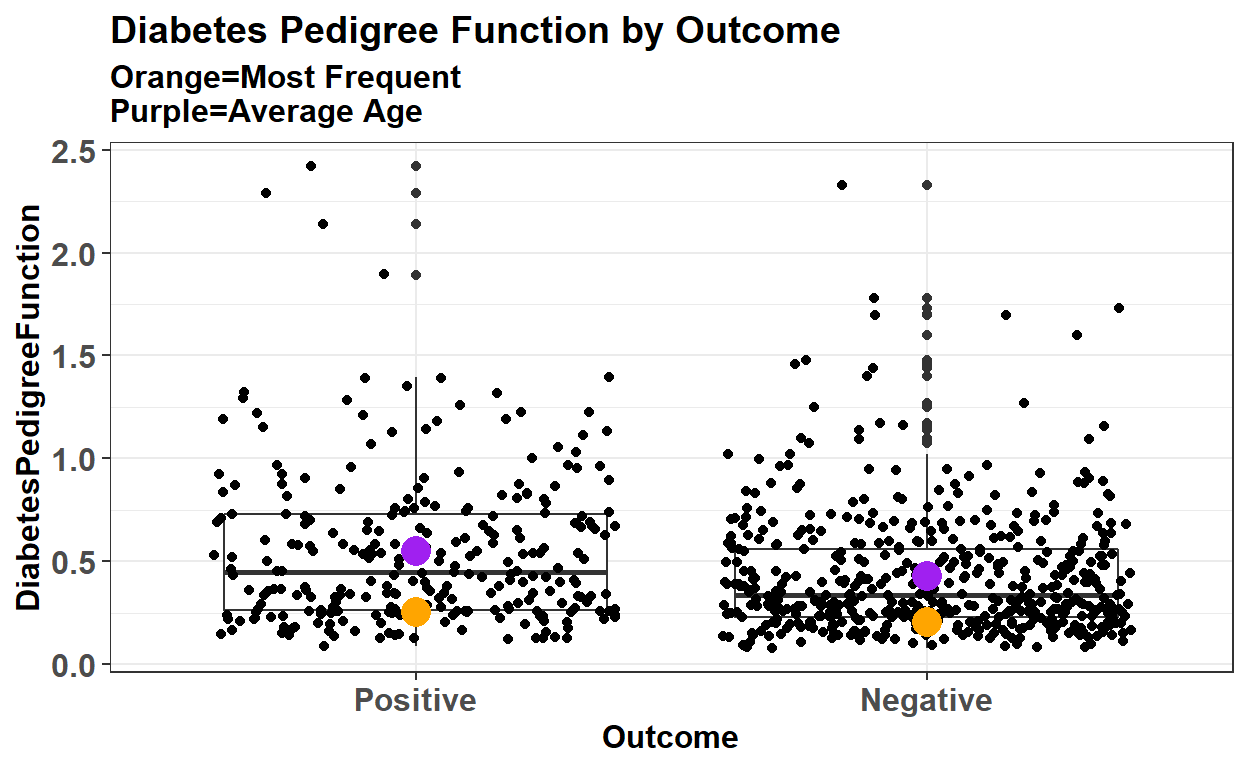 Diabetes Pedigree Function by Outcome
Orange=Most Frequent
Purple=Average Age
DiabetesPedigreeFunction
2.5
2.0
1.5
1.0
0.5
0.0
Positive Negative
Outcome